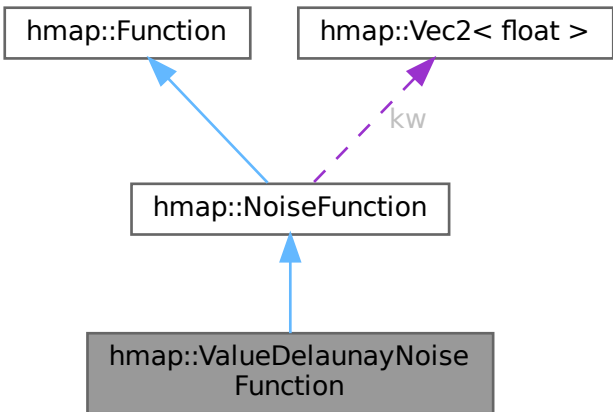 hmap::Function
hmap::Vec2< float >
kw
hmap::NoiseFunction
hmap::ValueDelaunayNoise
Function